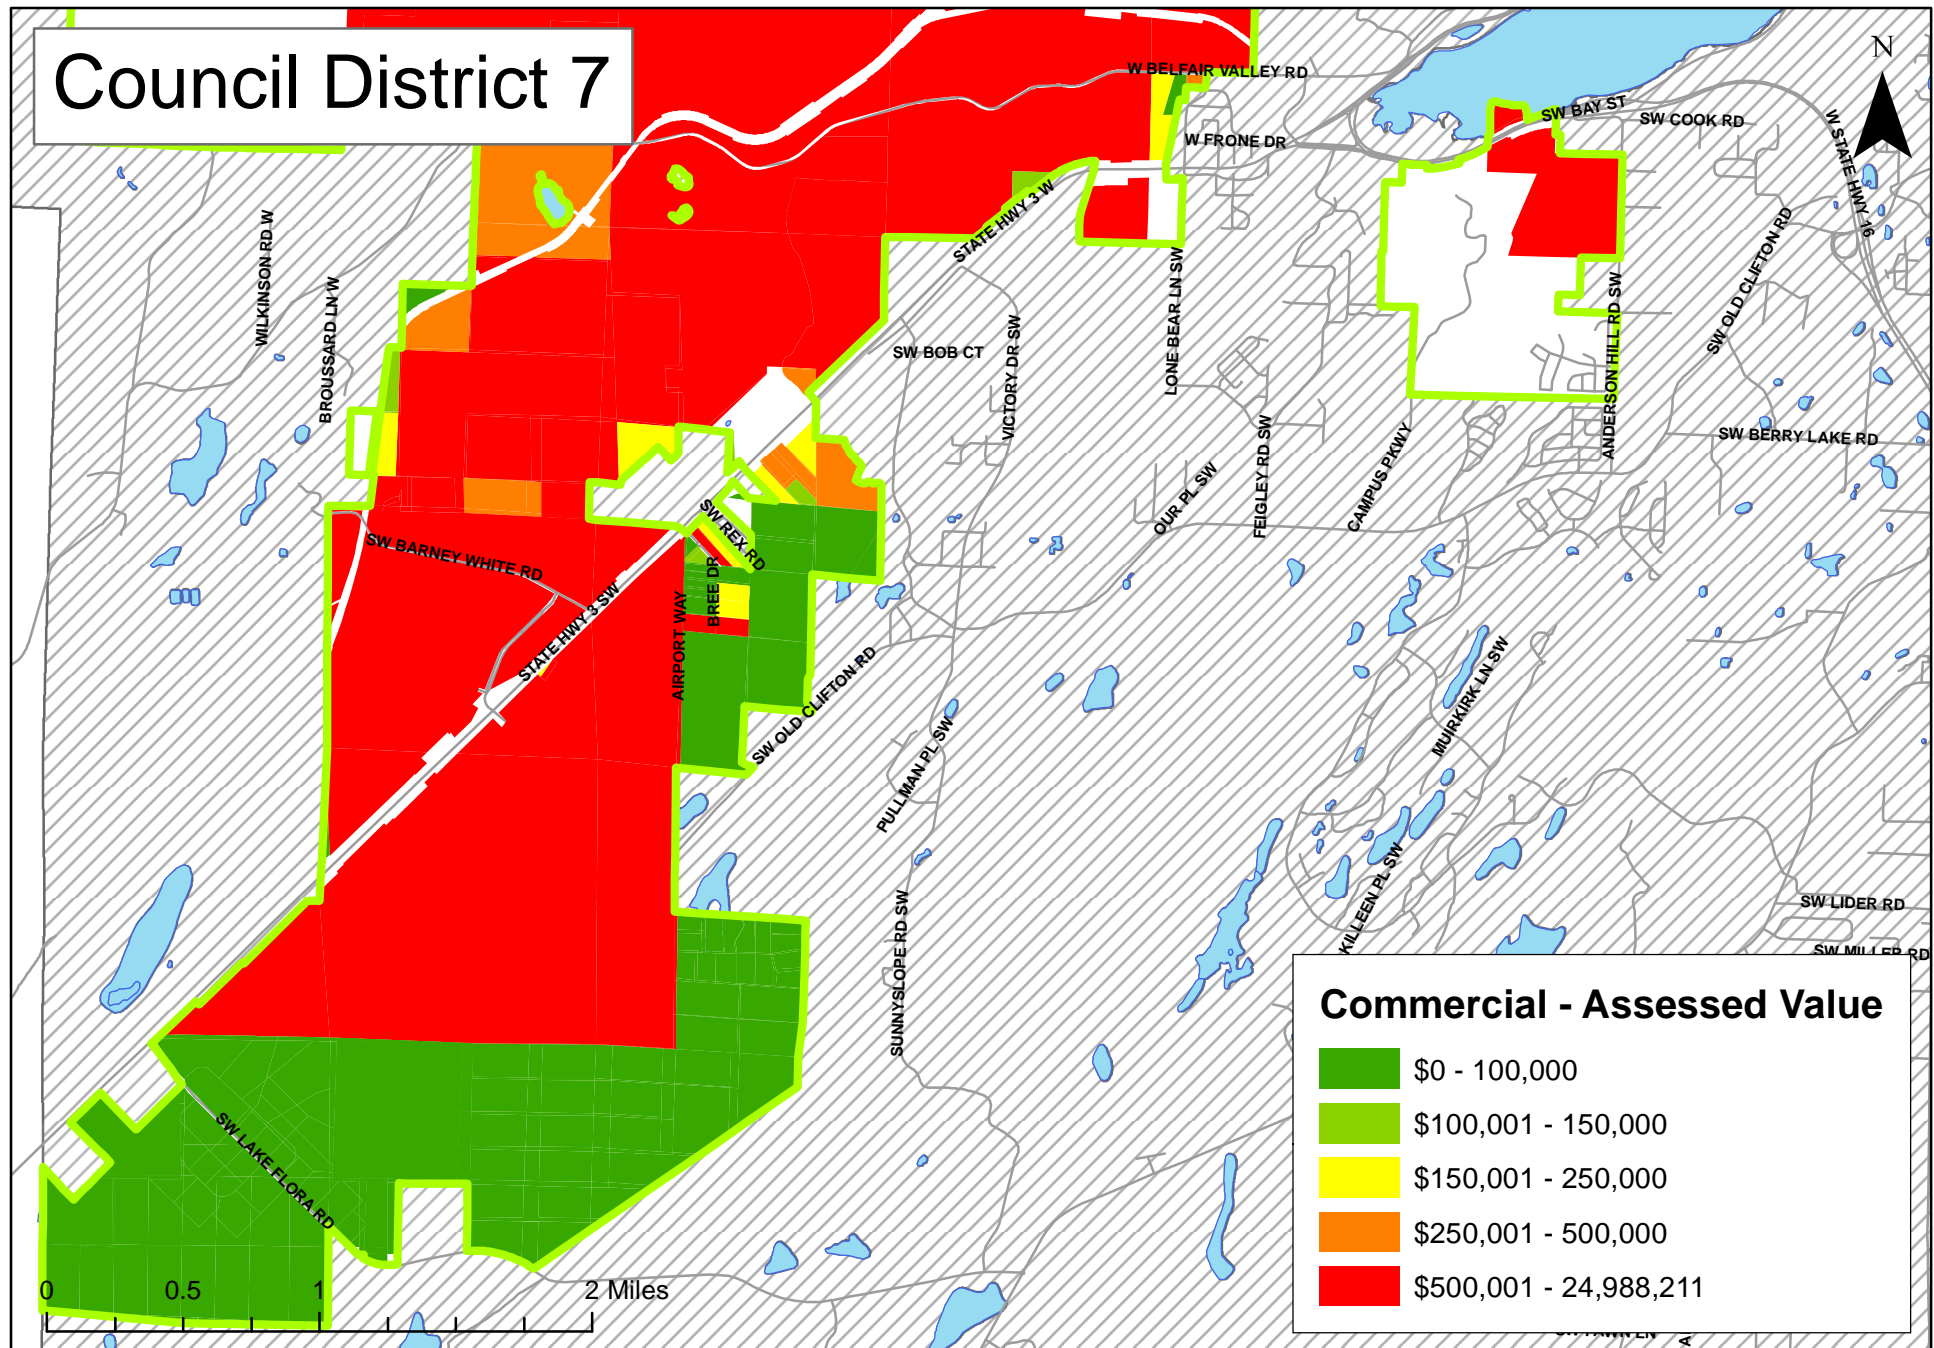 Council District 7
N
W BELFAIR VALLEY RD
W FRONE DR
SW BAY ST
SW COOK RD
W STATE HWY 16
STATE HWY 3 W
WILKINSON RD W
BROUSSARD LN W
SW BOB CT
VICTORY DR SW
LONE BEAR LN SW
ANDERSON HILL RD SW
SW OLD CLIFTON RD
SW BERRY LAKE RD
FEIGLEY RD SW
CAMPUS PKWY
OUR PL SW
SW REX RD
SW BARNEY WHITE RD
STATE HWY 3 SW
AIRPORT WAY
BREE DR
SW OLD CLIFTON RD
PULLMAN PL SW
MUIRKIRK LN SW
KILLEEN PL SW
SUNNYSLOPE RD SW
SW LIDER RD
SW MILLER RD
SW LAKE FLORA RD
Commercial - Assessed Value
$0 - 100,000
$100,001 - 150,000
$150,001 - 250,000
$250,001 - 500,000
$500,001 - 24,988,211
0 0.5 1 2 Miles